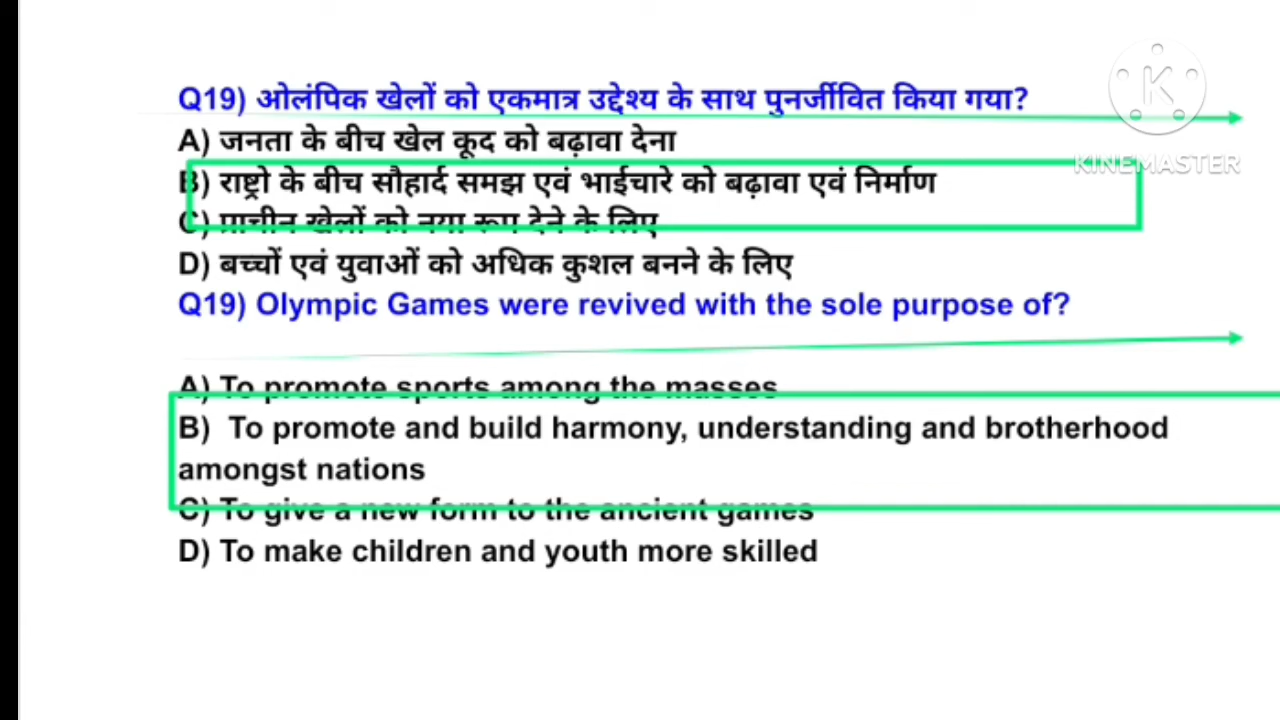 Q19) ओलंपिक खेलों को एकमात्र उद्देश्य के साथ पुनर्जीवित किया गया?
A) जनता के बीच खेल कूद को बढ़ावा देना
B) राष्ट्रो के बीच सौहार्द समझ एवं भाईचारे को बढ़ावा एवं निर्माण
C) प्राचीन खेलों को नया रूप देने के लिए
D) बच्चों एवं युवाओं को अधिक कुशल बनने के लिए
Q19) Olympic Games were revived with the sole purpose of?
A) To promote sports among the masses
B) To promote and build harmony, understanding and brotherhood
amongst nations
C) To give a new form to the ancient games
D) To make children and youth more skilled
K
KINEMASTER